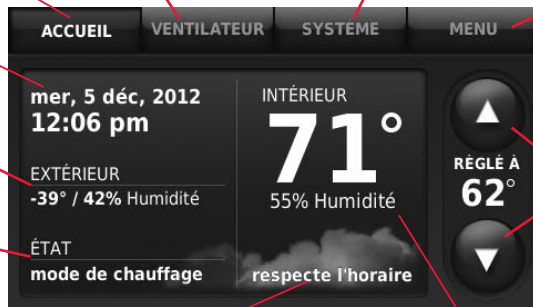 ACCUEIL VENTILATEUR SYSTÈME MENU
mer, 5 déc, 2012
12:06 pm
EXTÉRIEUR
-39° / 42% Humidité
ÉTAT
mode de chauffage
INTÉRIEUR
71°
55% Humidité
respecte l'horaire
RÉGLÉ À
62°